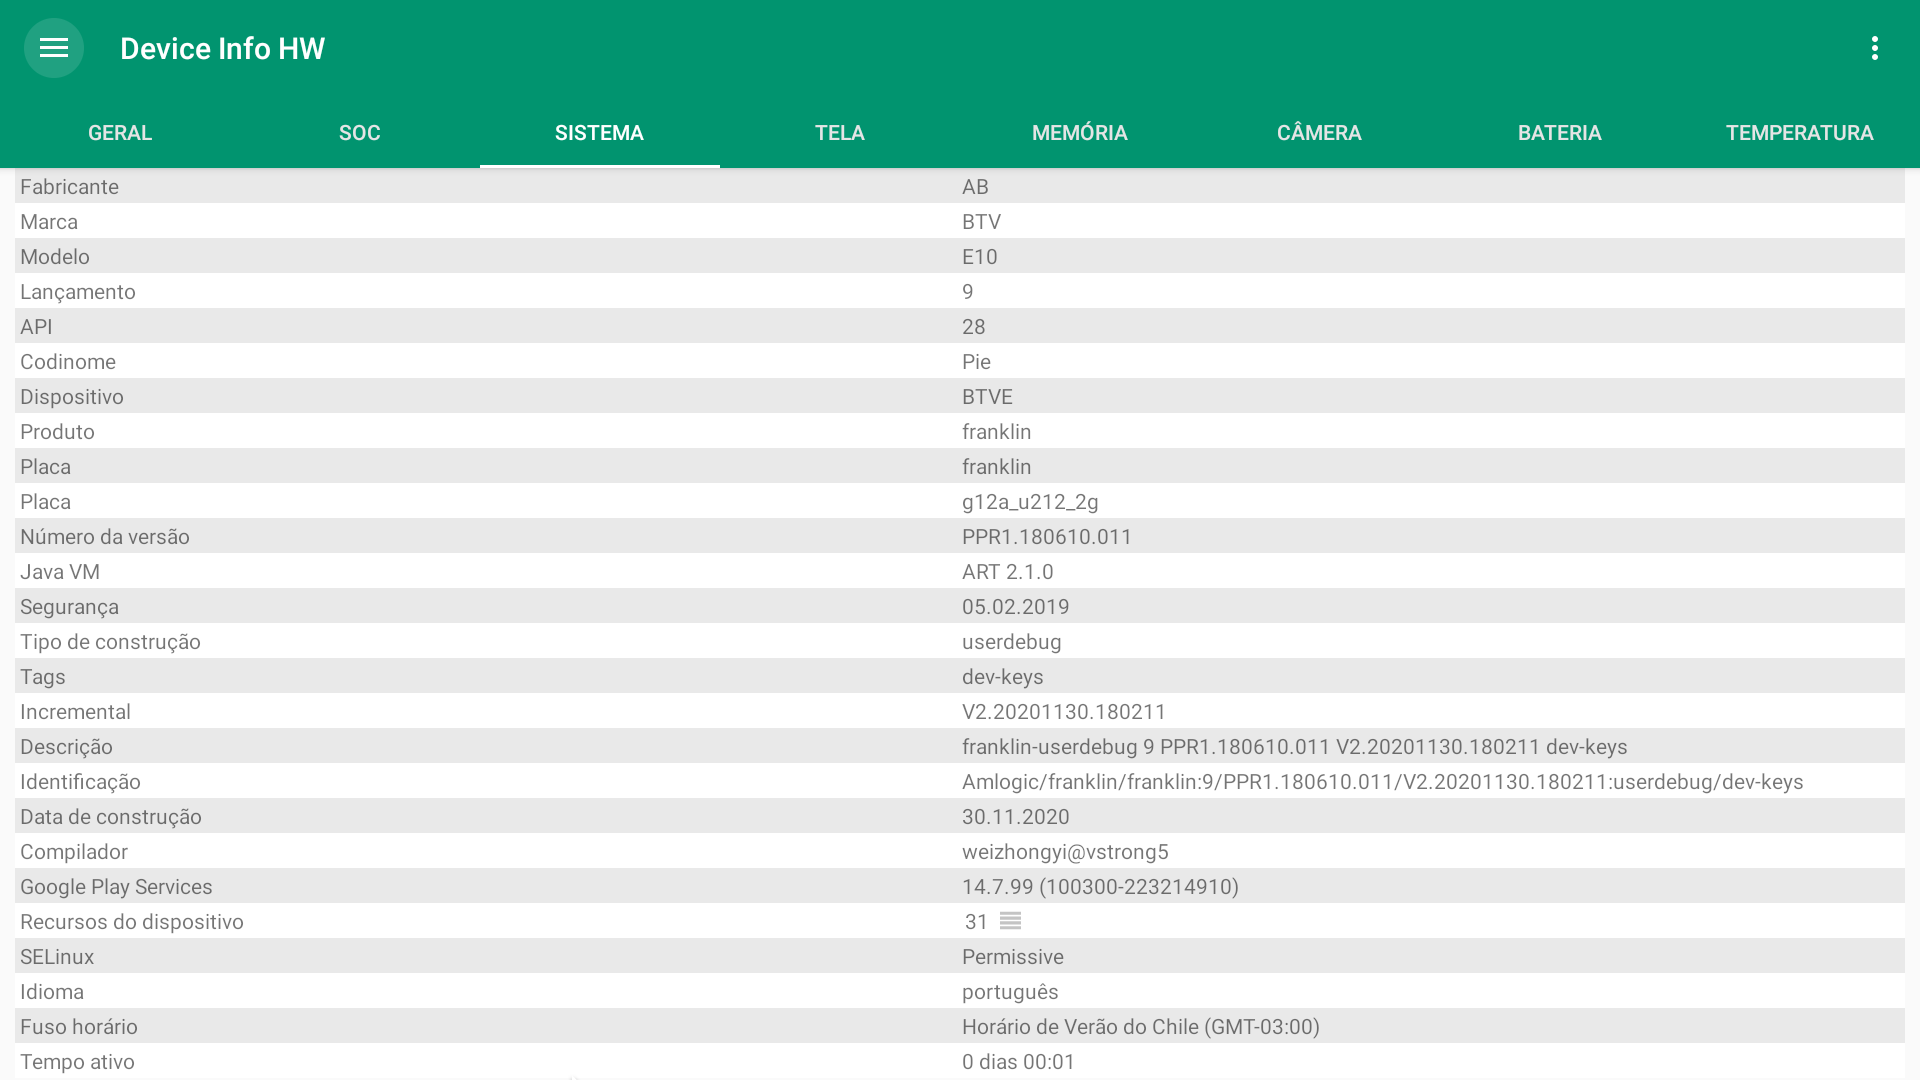 Device Info HW
GERAL SOC SISTEMA TELA MEMÓRIA CÂMERA BATERIA TEMPERATURA
Fabricante AB
Marca BTV
Modelo E10
Lançamento 9
API 28
Codinome Pie
Dispositivo BTVE
Produto franklin
Placa franklin
Placa g12a_u212_2g
Número da versão PPR1.180610.011
Java VM ART 2.1.0
Segurança 05.02.2019
Tipo de construção userdebug
Tags dev-keys
Incremental V2.20201130.180211
Descrição franklin-userdebug 9 PPR1.180610.011 V2.20201130.180211 dev-keys
Identificação Amlogic/franklin/franklin:9/PPR1.180610.011/V2.20201130.180211:userdebug/dev-keys
Data de construção 30.11.2020
Compilador weizhongyi@vstrong5
Google Play Services 14.7.99 (100300-223214910)
Recursos do dispositivo 31
SELinux Permissive
Idioma português
Fuso horário Horário de Verão do Chile (GMT-03:00)
Tempo ativo 0 dias 00:01